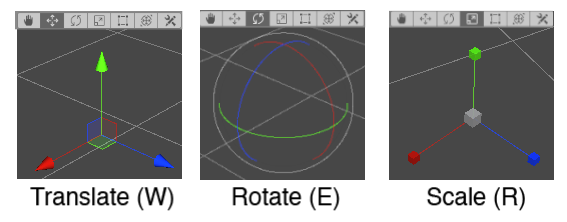 Translate (W)
Rotate (E)
Scale (R)